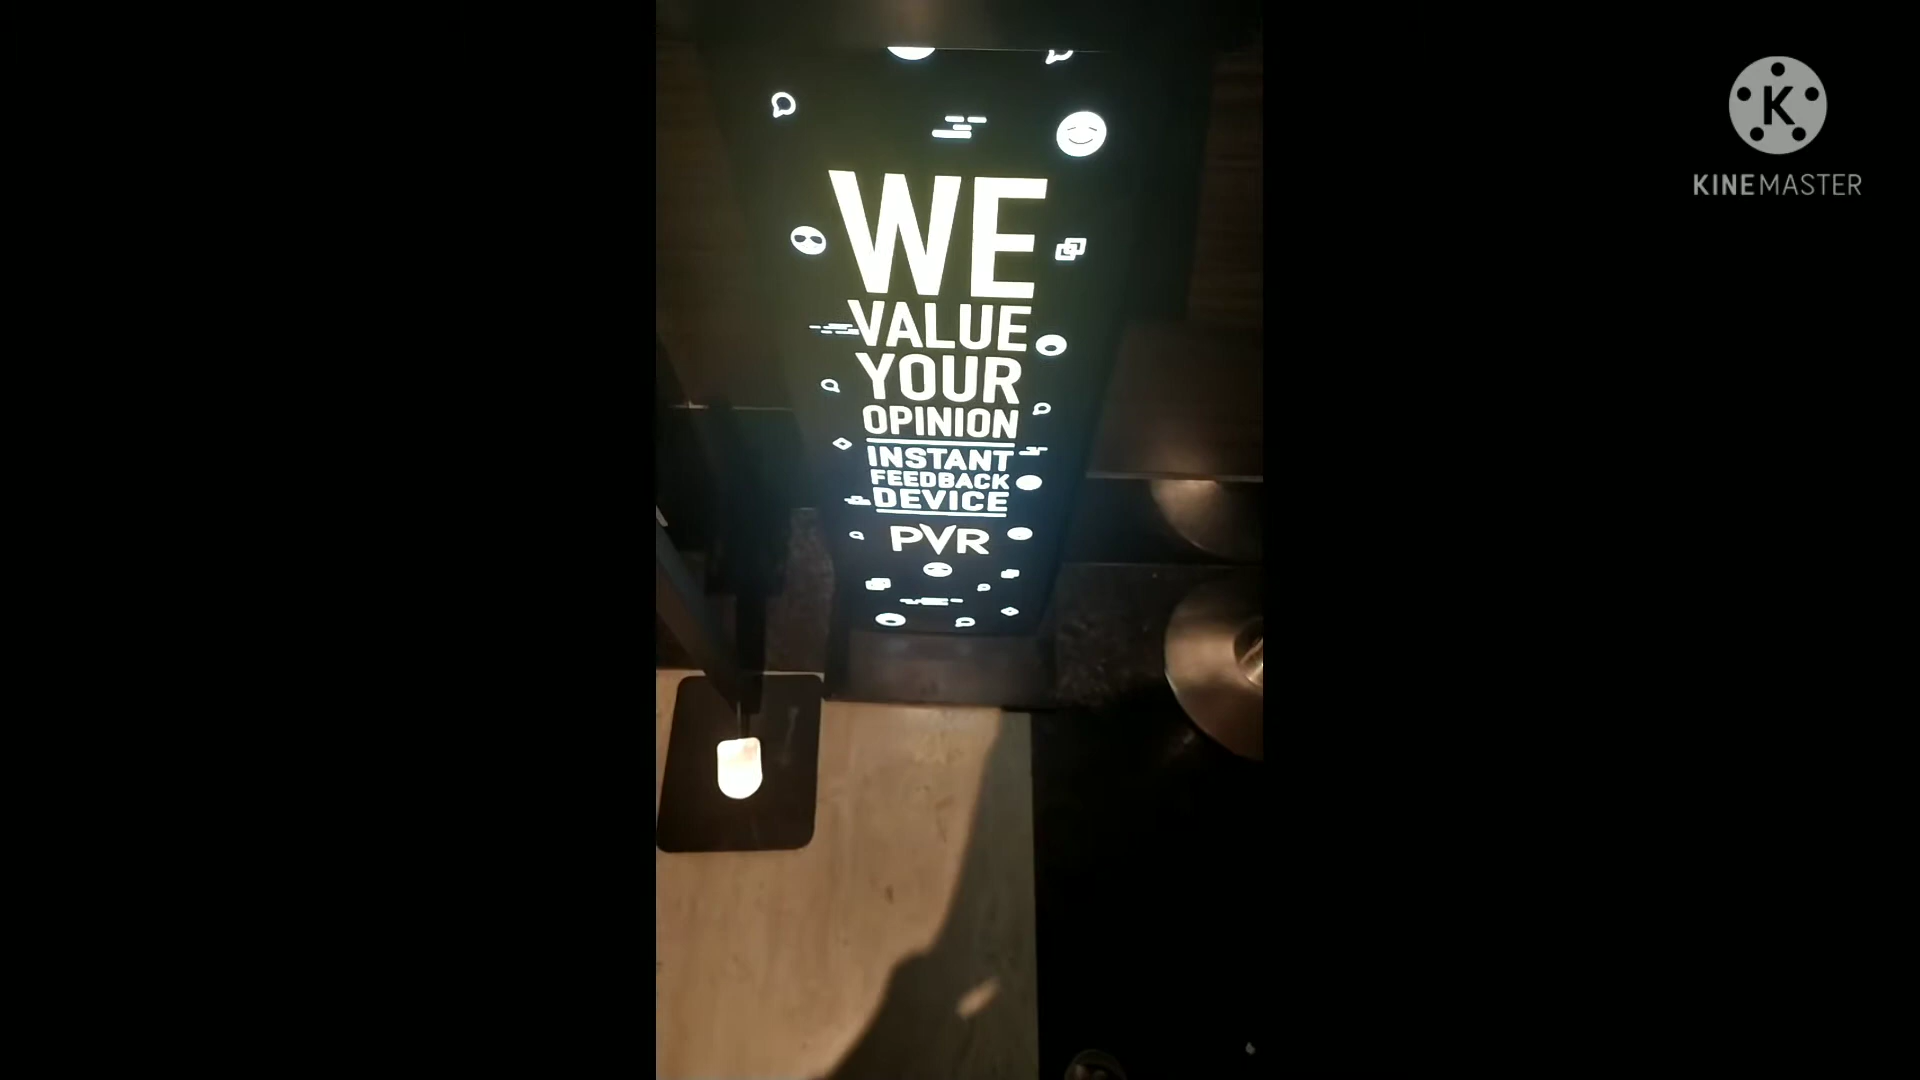 WE
VALUE
YOUR
OPINION
INSTANT
FEEDBACK
DEVICE
PVR
K
KINEMASTER